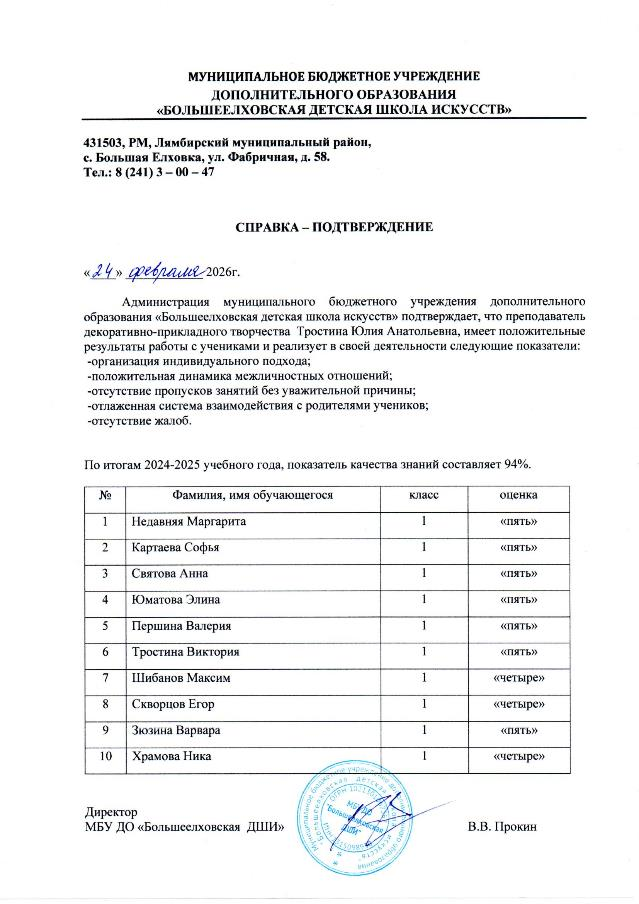 МУНИЦИПАЛЬНОЕ БЮДЖЕТНОЕ УЧРЕЖДЕНИЕ
ДОПОЛНИТЕЛЬНОГО ОБРАЗОВАНИЯ
«БОЛЬШЕЕЛХОВСКАЯ ДЕТСКАЯ ШКОЛА ИСКУССТВ»
431503, РМ, Лямбирский муниципальный район,
с. Большая Елховка, ул. Фабричная, д. 58.
Тел.: 8 (241) 3 – 00 – 47
СПРАВКА – ПОДТВЕРЖДЕНИЕ
«24» февраля 2026г.
Администрация муниципального бюджетного учреждения дополнительного
образования «Большеелховская детская школа искусств» подтверждает, что преподаватель
декоративно-прикладного творчества Тростина Юлия Анатольевна, имеет положительные
результаты работы с учениками и реализует в своей деятельности следующие показатели:
-организация индивидуального подхода;
-положительная динамика межличностных отношений;
-отсутствие пропусков занятий без уважительной причины;
-отлаженная система взаимодействия с родителями учеников;
-отсутствие жалоб.
По итогам 2024-2025 учебного года, показатель качества знаний составляет 94%.
№ Фамилия, имя обучающегося класс оценка
1 Недавняя Маргарита 1 «пять»
2 Картаева Софья 1 «пять»
3 Святова Анна 1 «пять»
4 Юматова Элина 1 «пять»
5 Першина Валерия 1 «пять»
6 Тростина Виктория 1 «пять»
7 Шибанов Максим 1 «четыре»
8 Скворцов Егор 1 «четыре»
9 Зюзина Варвара 1 «пять»
10 Храмова Ника 1 «четыре»
Директор
МБУ ДО «Большеелховская ДШИ» В.В. Прокин
МБУ ДО
"Большеелховская
ДШИ"